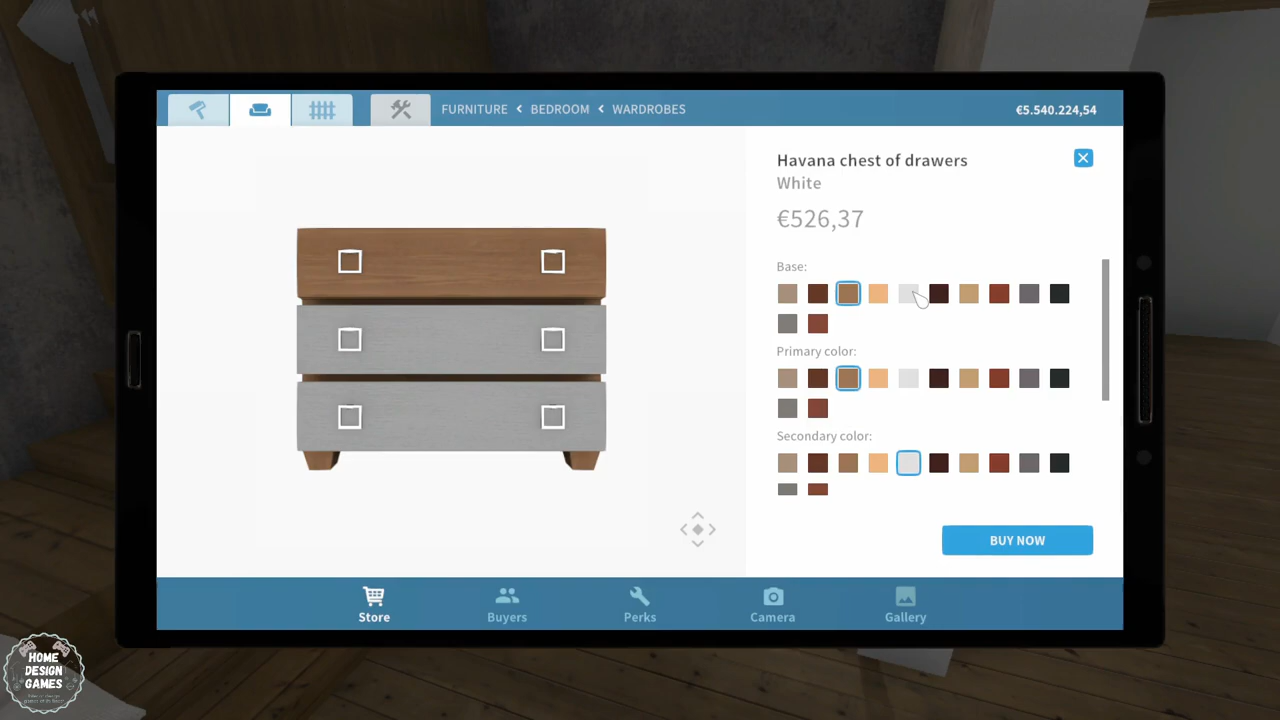 FURNITURE < BEDROOM < WARDROBES
€5.540.224,54
Havana chest of drawers
White
€526,37
Base:
Primary color:
Secondary color:
BUY NOW
Store
Buyers
Perks
Camera
Gallery
HOME
DESIGN
GAMES